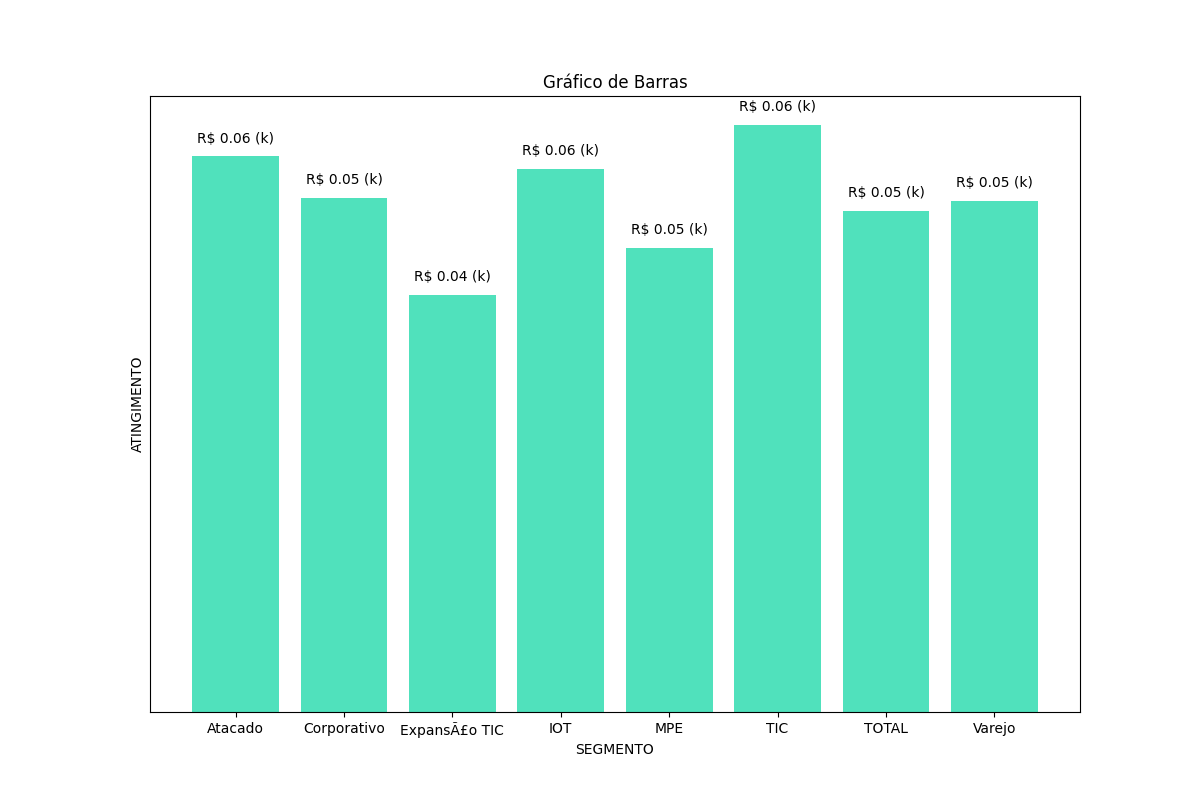 Gráfico de Barras
R$ 0.06 (k)
R$ 0.05 (k)
R$ 0.04 (k)
R$ 0.06 (k)
R$ 0.05 (k)
R$ 0.06 (k)
R$ 0.05 (k)
R$ 0.05 (k)
ATINGIMENTO
Atacado
Corporativo
ExpansÃ£o TIC
IOT
MPE
TIC
TOTAL
Varejo
SEGMENTO